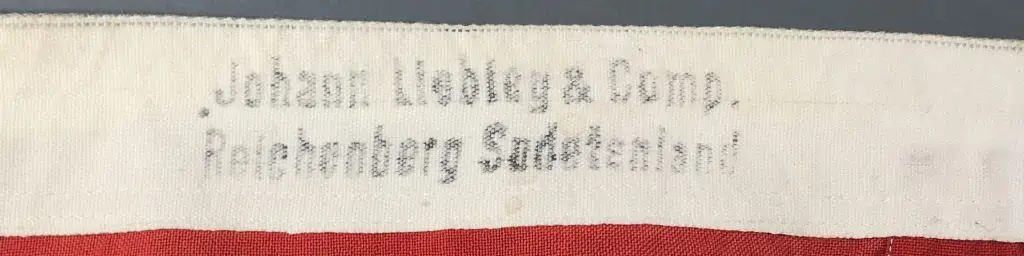 Johann Liebieg & Comp.
Reichenberg Sudetenland